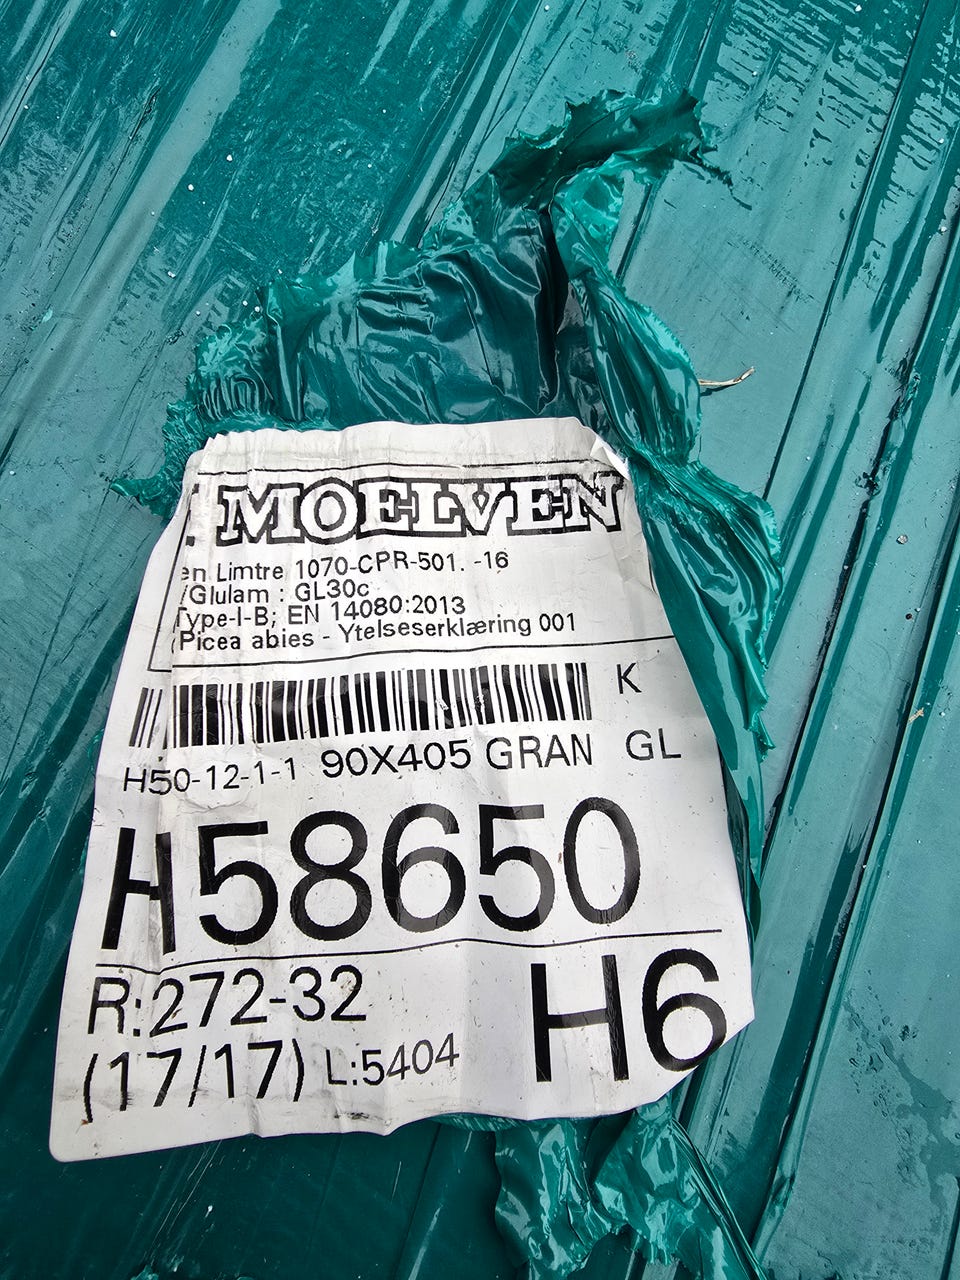 MOELVEN
Limtre 1070-CPR-501. -16
/Glulam : GL30c
Type-I-B; EN 14080:2013
Picea abies - Ytelseserklæring 001
K
H50-12-1-1 90X405 GRAN GL
H58650
R:272-32 H6
(17/17) L:5404